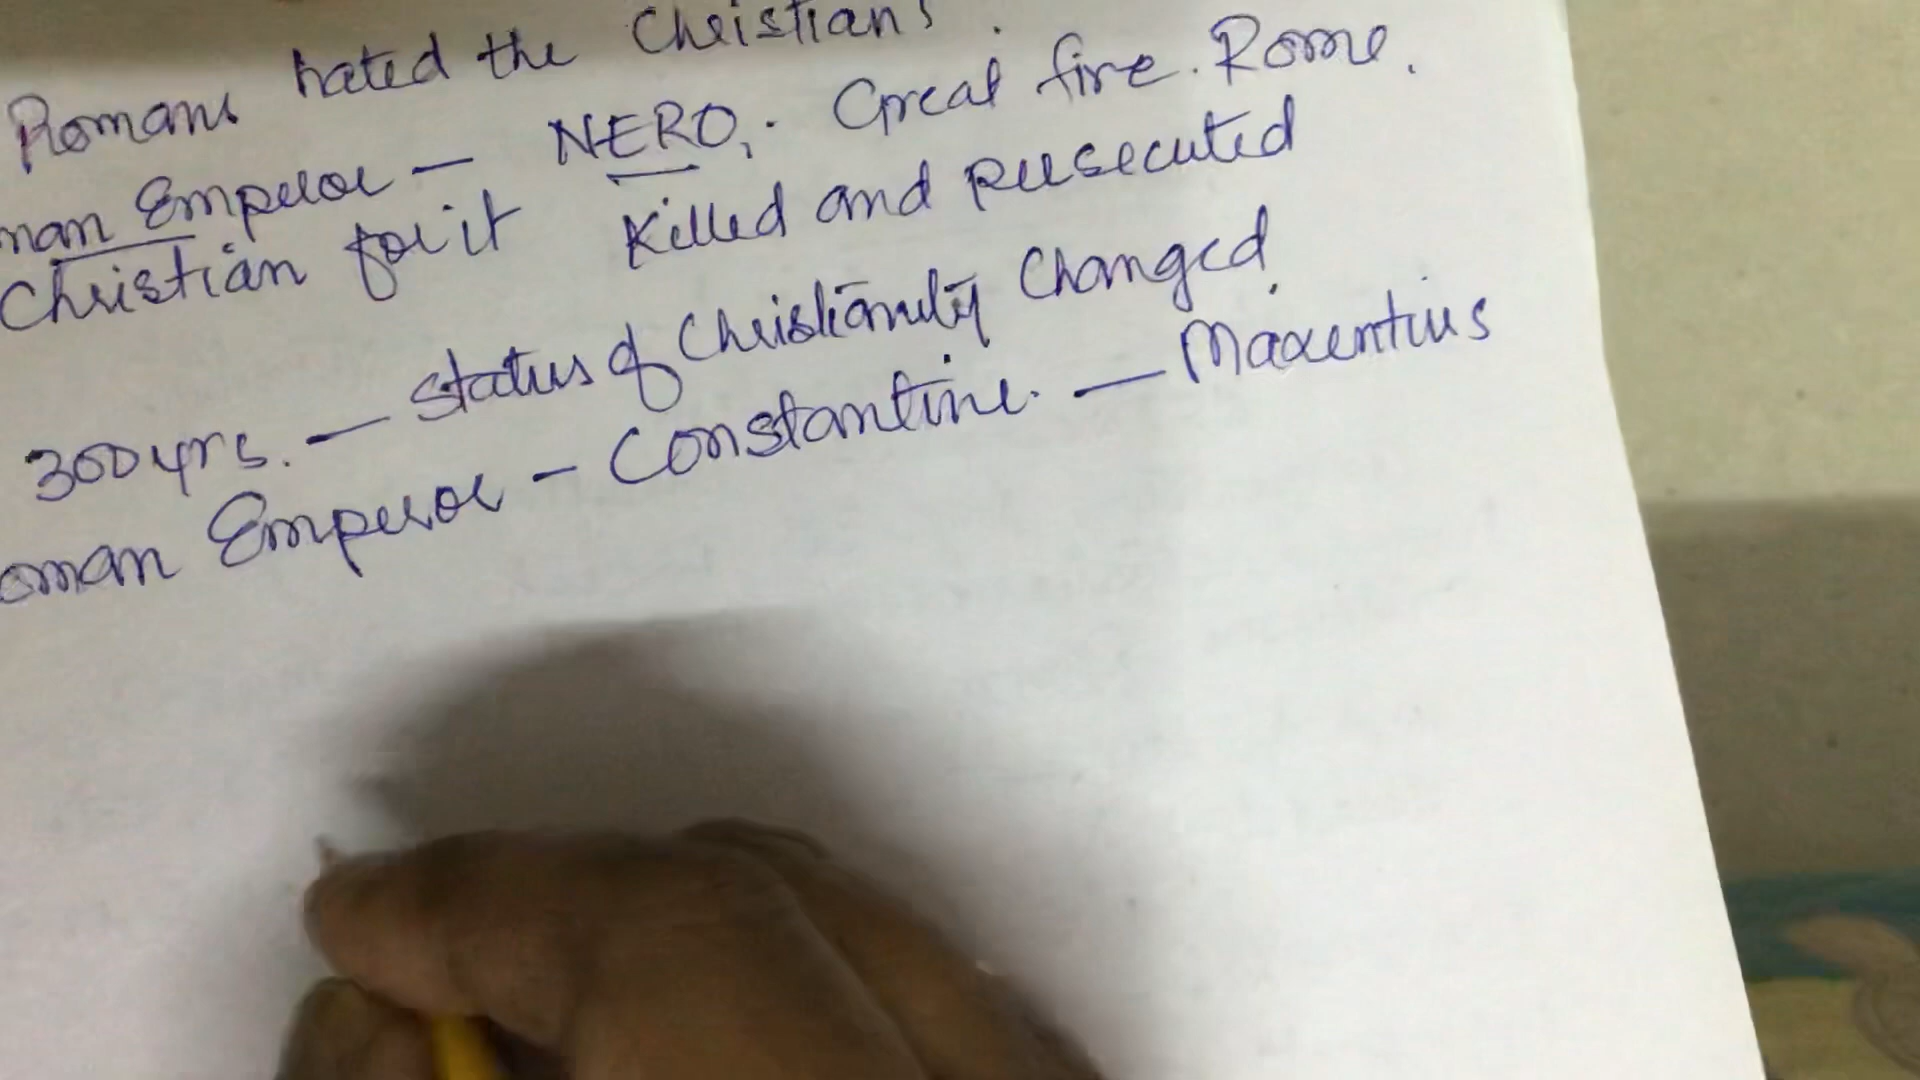 Romans hated the Christians.
man Emperor - NERO, . Great fire. Rome.
Christian for it killed and persecuted
300 yrs. - status of Christianity changed.
oman Emperor - Constantine. - Maxentius